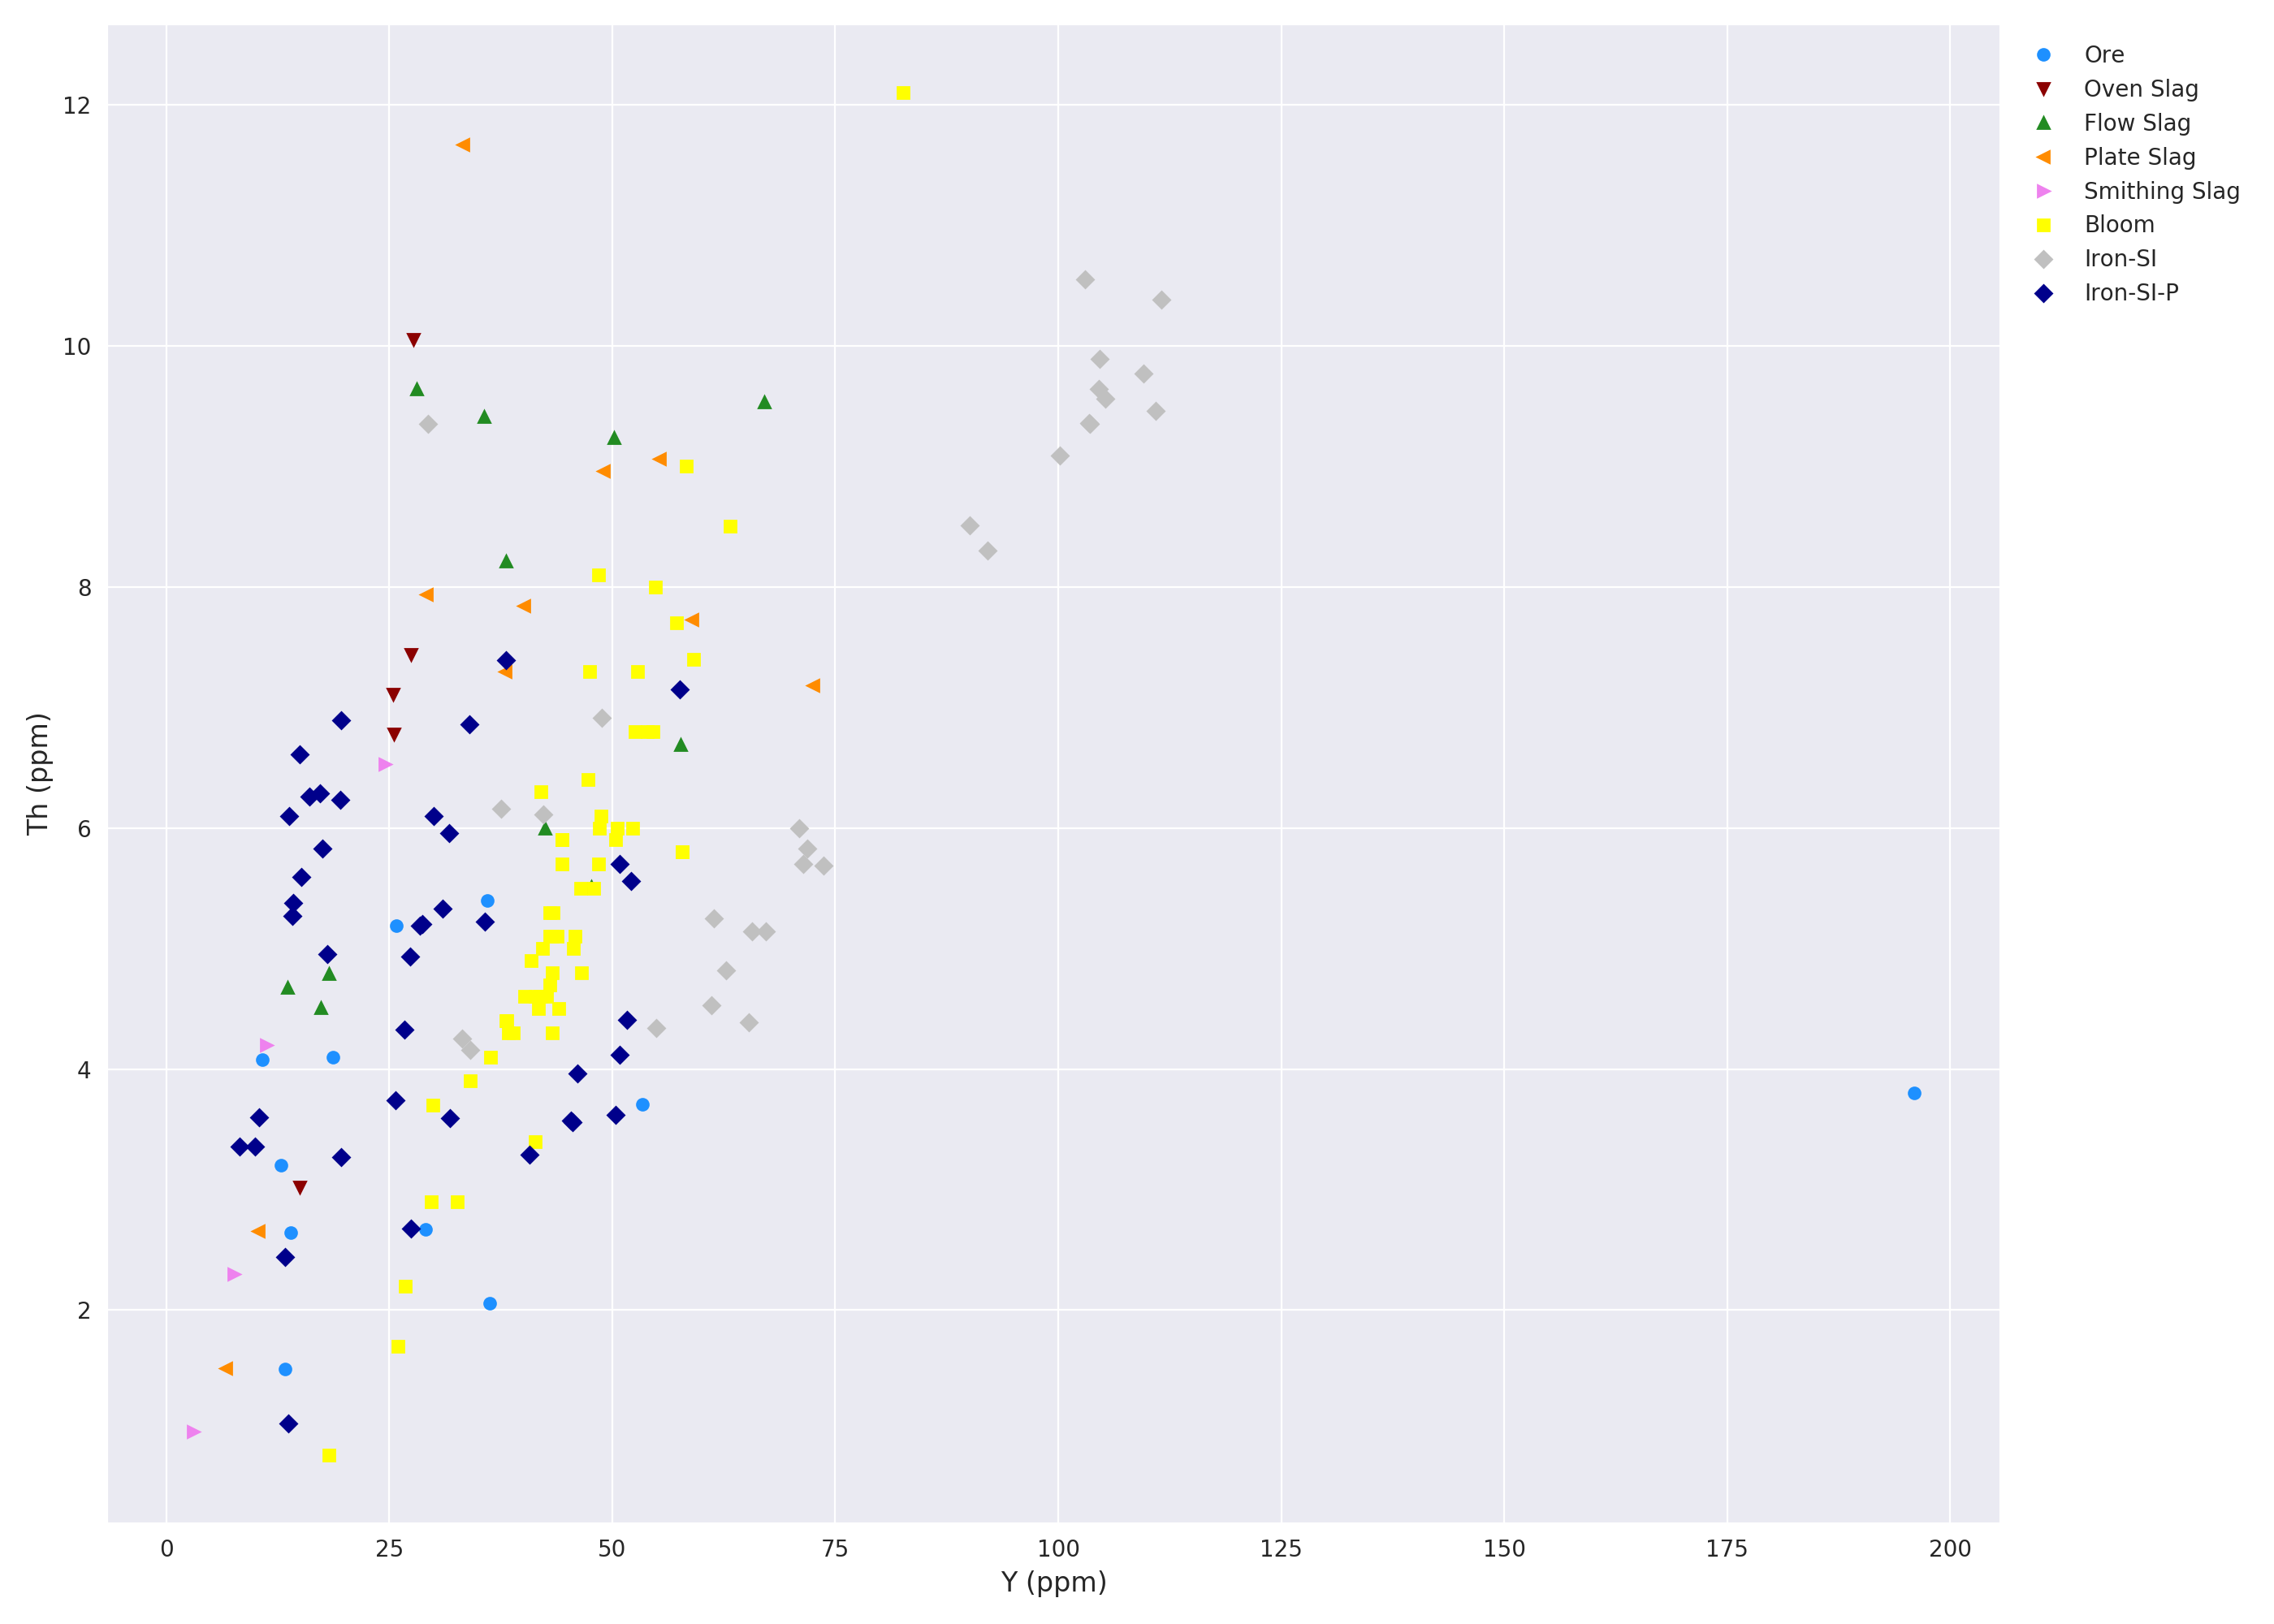 Ore
Oven Slag
Flow Slag
Plate Slag
Smithing Slag
Bloom
Iron-SI
Iron-SI-P
12
10
8
6
4
2
Th (ppm)
0 25 50 75 100 125 150 175 200
Y (ppm)